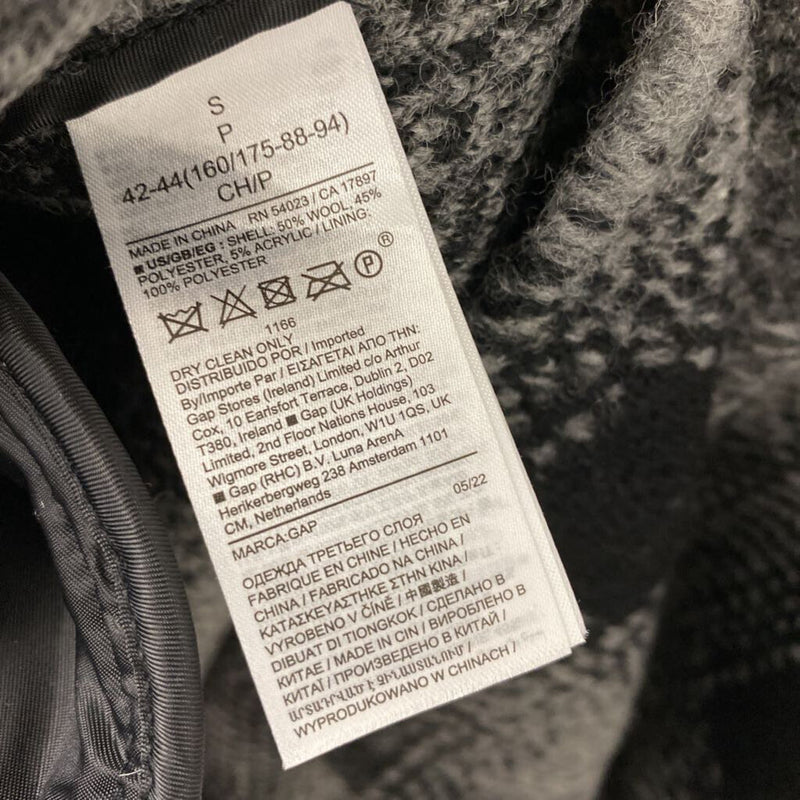 S
P
42-44(160/175-88-94)
CH/P
MADE IN CHINA RN 54023 / CA 17897
■ US/GB/EG : SHELL: 50% WOOL, 45%
POLYESTER, 5% ACRYLIC / LINING:
100% POLYESTER
P ®
1166
DRY CLEAN ONLY
DISTRIBUIDO POR / Imported
By/Importe Par / ΕΙΣΑΓΕΤΑΙ ΑΠΟ ΤΗΝ:
Gap Stores (Ireland) Limited c/o Arthur
Cox, 10 Earlsfort Terrace, Dublin 2, D02
T380, Ireland ■ Gap (UK Holdings)
Limited, 2nd Floor Nations House, 103
Wigmore Street, London, W1U 1QS, UK
■ Gap (RHC) B.V. Luna ArenA
Herikerbergweg 238 Amsterdam 1101
CM, Netherlands
05/22
MARCA:GAP
ОДЕЖДА ТРЕТЬЕГО СЛОЯ
FABRIQUE EN CHINE / HECHO EN
CHINA / FABRICADO NA CHINA /
ΚΑΤΑΣΚΕΥΑΣΤΗΚΕ ΣΤΗΝ ΚΙΝΑ /
VYROBENO V ČÍNĚ / 中國製造 /
DIBUAT DI TIONGKOK / СДЕЛАНО В
КИТАЕ / MADE IN CIN / ВИРОБЛЕНО В
КИТАЇ / ПРОИЗВЕДЕНО В КИТАЙ /
ԱՐՏԱԴՐՎԱԾ Է ՉԻՆԱՍՏԱՆՈՒՄ /
WYPRODUKOWANO W CHINACH /